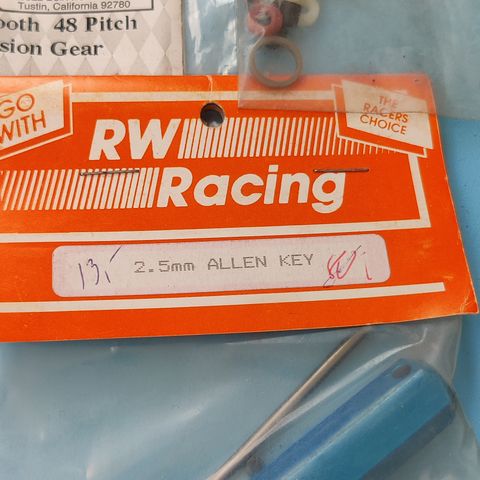 Tustin, California 92780
ooth 48 Pitch
sion Gear
GO
WITH
THE
RACERS
CHOICE
RW
Racing
13,- 2.5mm ALLEN KEY